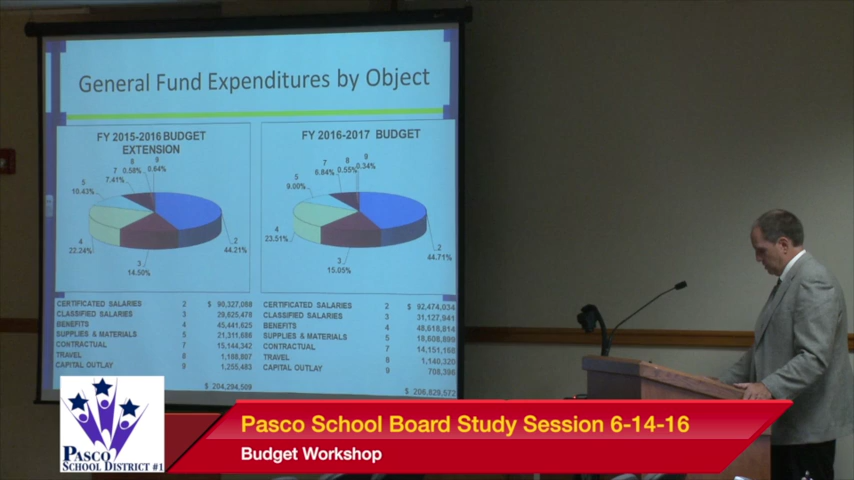 General Fund Expenditures by Object
FY 2015-2016 BUDGET
EXTENSION
8
0.58%
9
0.64%
7
7.41%
5
10.43%
4
22.24%
3
14.50%
2
44.21%
FY 2016-2017 BUDGET
8
0.55%
9
0.34%
7
6.84%
5
9.00%
4
23.51%
3
15.05%
2
44.71%
CERTIFICATED SALARIES 2 $ 90,327,088
CLASSIFIED SALARIES 3 29,625,478
BENEFITS 4 45,441,625
SUPPLIES & MATERIALS 5 21,311,686
CONTRACTUAL 7 15,144,342
TRAVEL 8 1,188,807
CAPITAL OUTLAY 9 1,255,483
$ 204,294,509
CERTIFICATED SALARIES 2 $ 92,474,034
CLASSIFIED SALARIES 3 31,127,941
BENEFITS 4 48,618,814
SUPPLIES & MATERIALS 5 18,608,899
CONTRACTUAL 7 14,151,168
TRAVEL 8 1,140,320
CAPITAL OUTLAY 9 708,396
$ 206,829,572
PASCO
SCHOOL DISTRICT #1
Pasco School Board Study Session 6-14-16
Budget Workshop